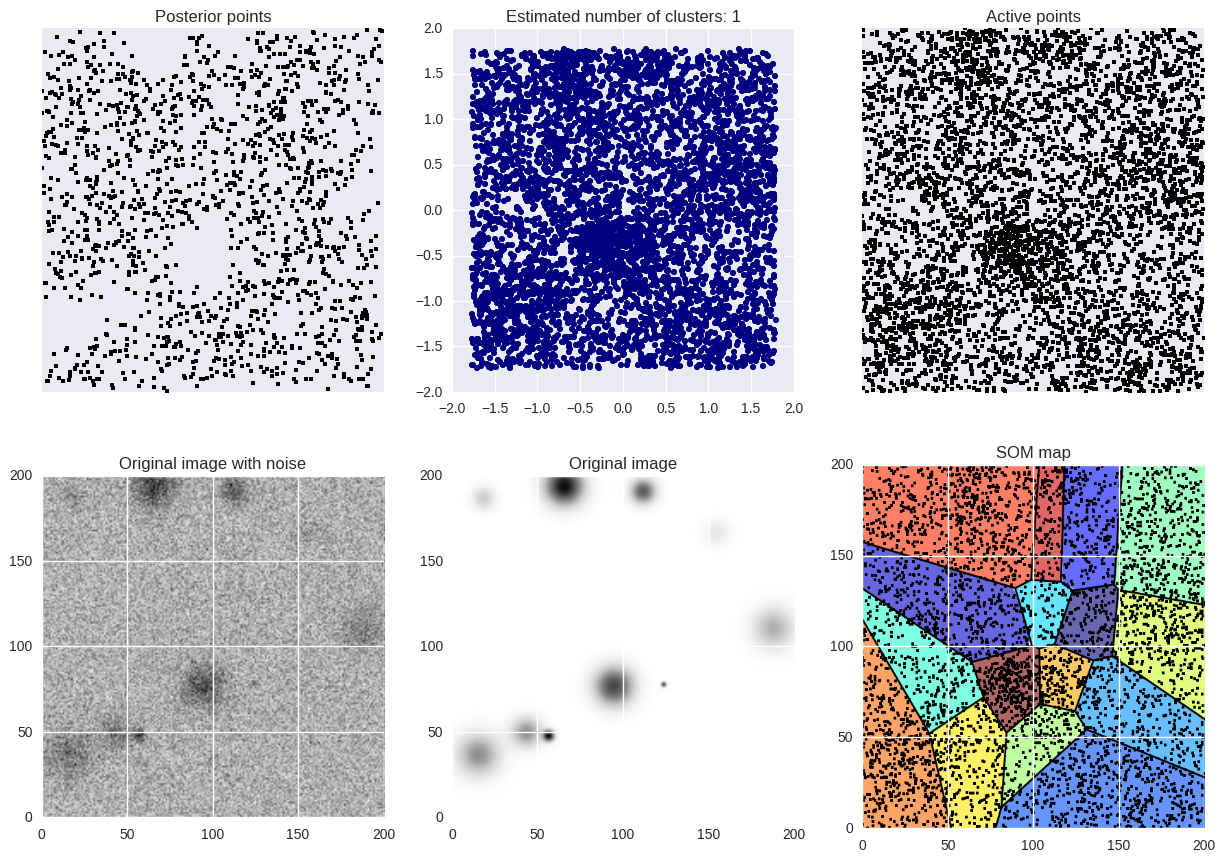 Posterior points
Estimated number of clusters: 1
Active points
2.0
1.5
1.0
0.5
0.0
−0.5
−1.0
−1.5
−2.0
−2.0 −1.5 −1.0 −0.5 0.0 0.5 1.0 1.5 2.0
Original image with noise
200
150
100
50
0
0 50 100 150 200
Original image
200
150
100
50
0
0 50 100 150 200
SOM map
200
150
100
50
0
0 50 100 150 200